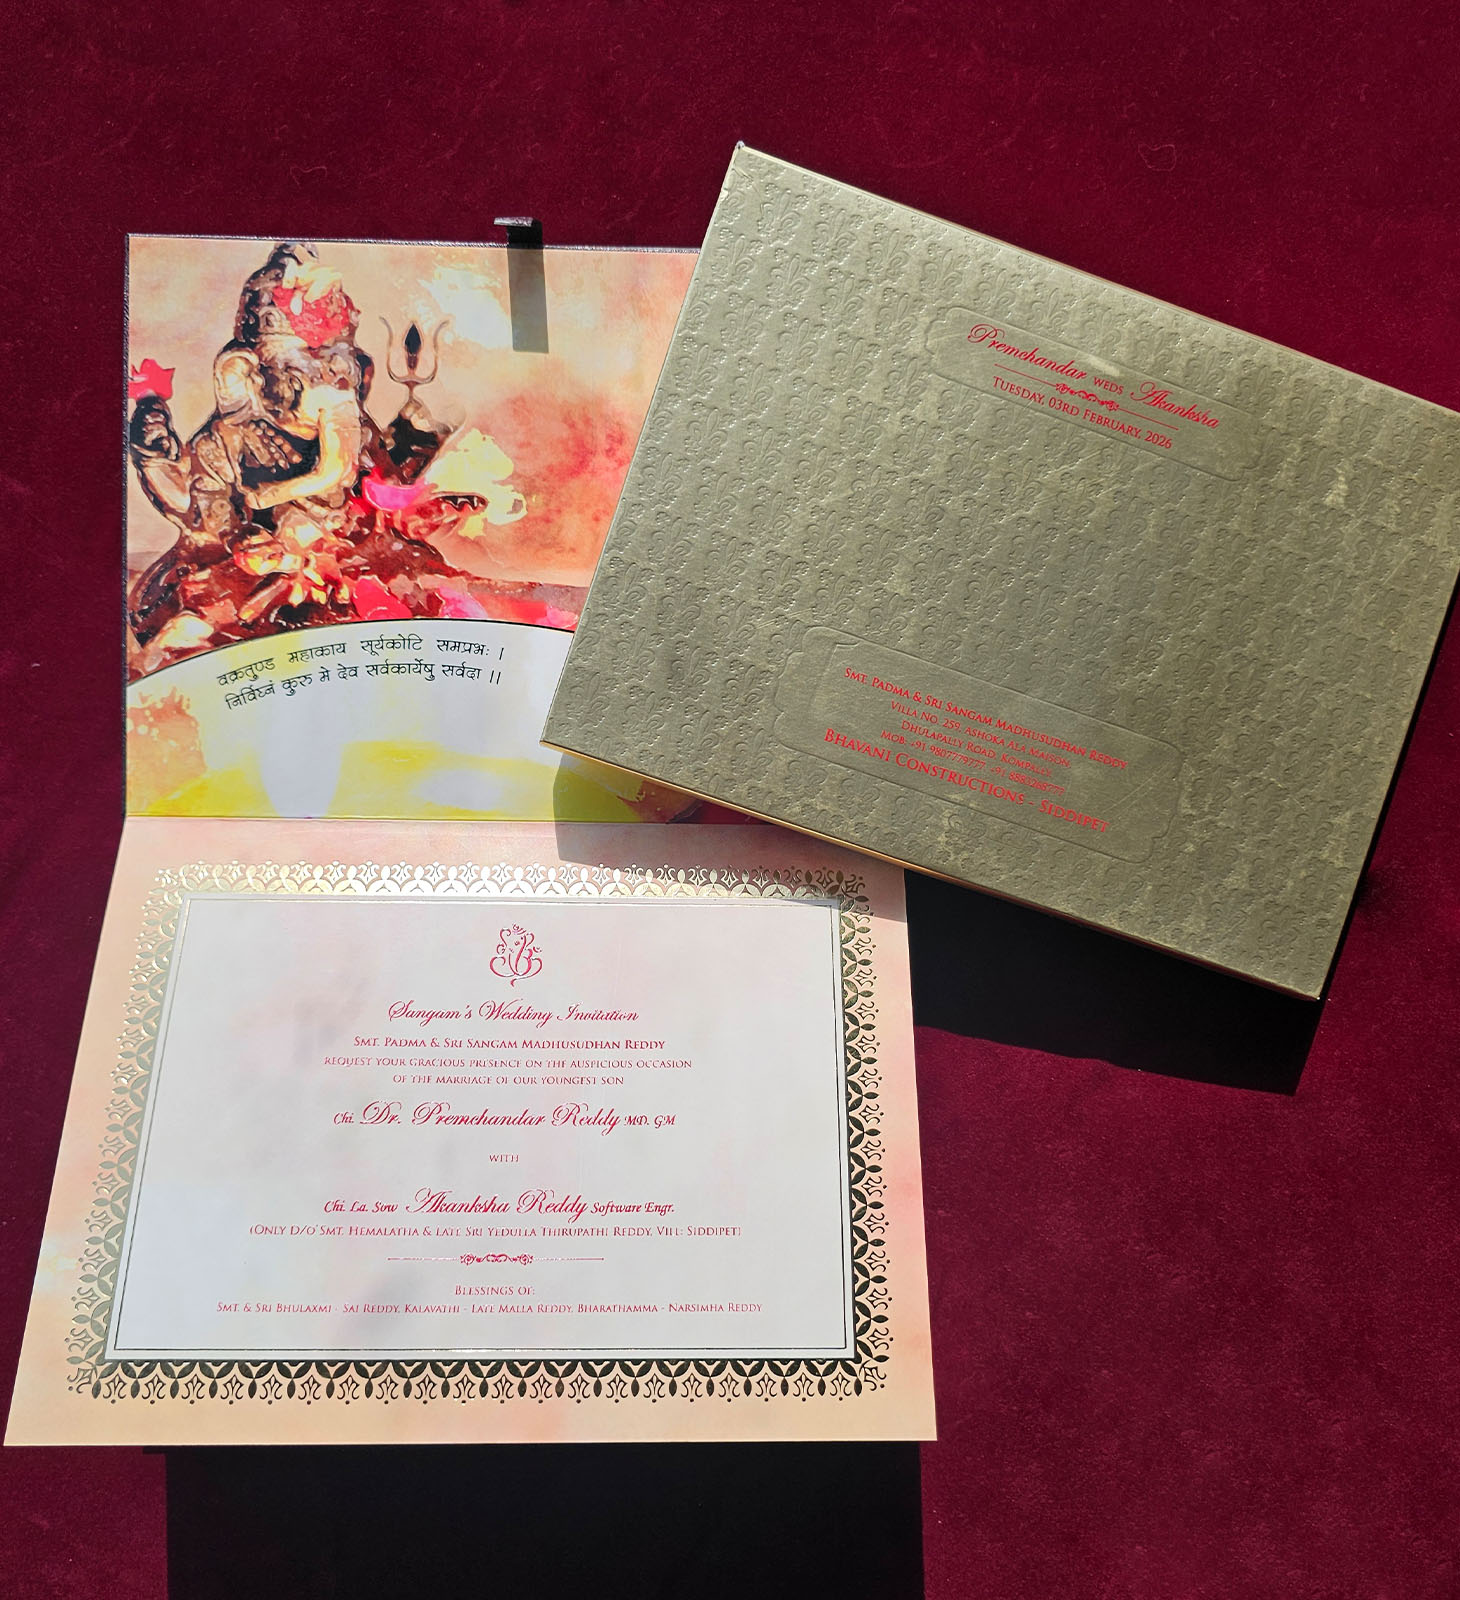 वक्रतुण्ड महाकाय सूर्यकोटि समप्रभः ।
निर्विघ्नं कुरु मे देव सर्वकार्येषु सर्वदा ।।
Sangam's Wedding Invitation
SMT. PADMA & SRI SANGAM MADHUSUDHAN REDDY
REQUEST YOUR GRACIOUS PRESENCE ON THE AUSPICIOUS OCCASION
OF THE MARRIAGE OF OUR YOUNGEST SON
Chi. Dr. Premchandar Reddy MD. GM
WITH
Chi. La. Sow Akanksha Reddy Software Engr.
(ONLY D/O SMT. HEMALATHA & LATE SRI YEDULLA THIRUPATHI REDDY, VILL: SIDDIPET)
BLESSINGS OF:
SMT. & SRI BHULAXMI - SAI REDDY, KALAVATHI - LATE MALLA REDDY, BHARATHAMMA - NARSIMHA REDDY
Premchandar WEDS Akanksha
TUESDAY, 03RD FEBRUARY, 2026
SMT. PADMA & SRI SANGAM MADHUSUDHAN REDDY
VILLA NO. 259, ASHOKA ALA MAISON,
DHULAPALLY ROAD, KOMPALLY.
MOB: +91 9807779777, +91
BHAVANI CONSTRUCTIONS - SIDDIPET